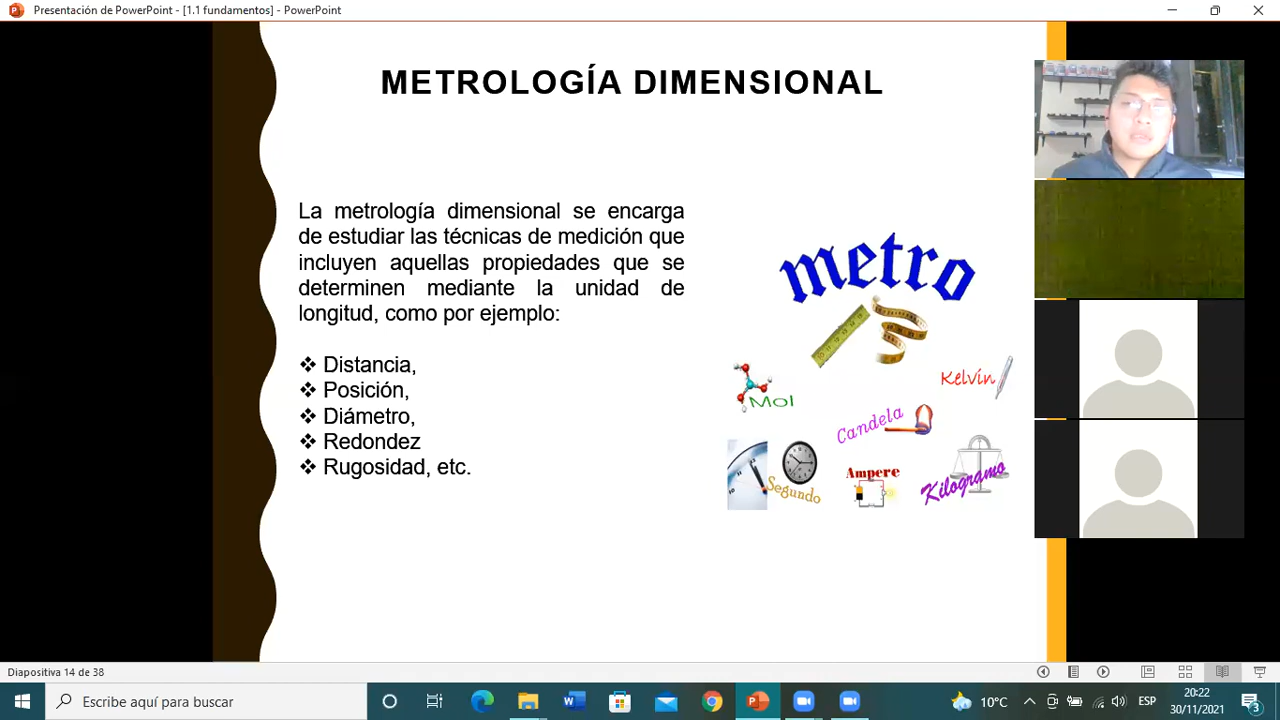 Presentación de PowerPoint - [1.1 fundamentos] - PowerPoint
METROLOGÍA DIMENSIONAL
La metrología dimensional se encarga
de estudiar las técnicas de medición que
incluyen aquellas propiedades que se
determinen mediante la unidad de
longitud, como por ejemplo:
❖ Distancia,
❖ Posición,
❖ Diámetro,
❖ Redondez
❖ Rugosidad, etc.
metro
Mol
Kelvin
Candela
Segundo
Ampere
Kilogramo
Diapositiva 14 de 38
Escribe aquí para buscar
10°C
ESP
20:22
30/11/2021
3